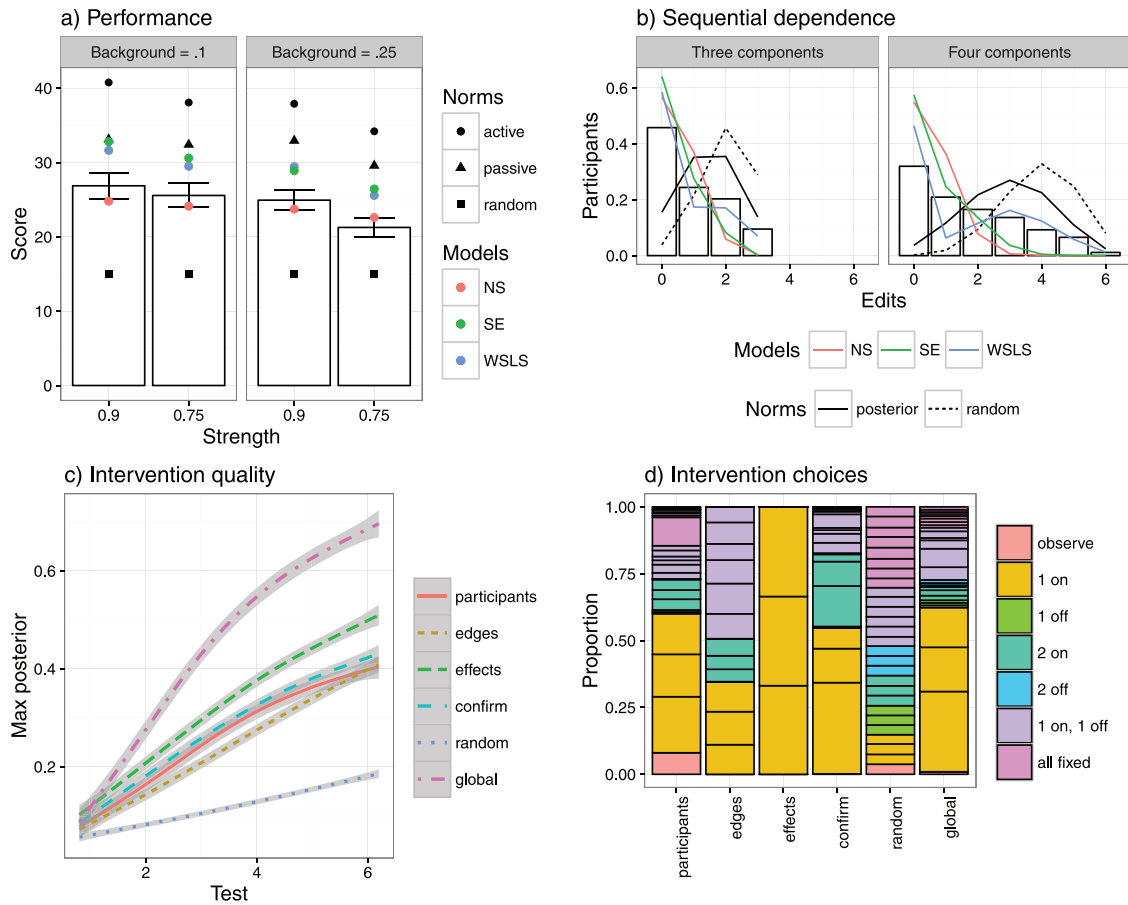 a) Performance
Background = .1
Background = .25
Score
40
30
20
10
0
0.9
0.75
0.9
0.75
Strength
Norms
active
passive
random
Models
NS
SE
WSLS
b) Sequential dependence
Three components
Four components
Participants
0.6
0.4
0.2
0.0
0 2 4 6
0 2 4 6
Edits
Models NS SE WSLS
Norms posterior random
c) Intervention quality
Max posterior
0.6
0.4
0.2
2 4 6
Test
participants
edges
effects
confirm
random
global
d) Intervention choices
Proportion
1.00
0.75
0.50
0.25
0.00
participants
edges
effects
confirm
random
global
observe
1 on
1 off
2 on
2 off
1 on, 1 off
all fixed